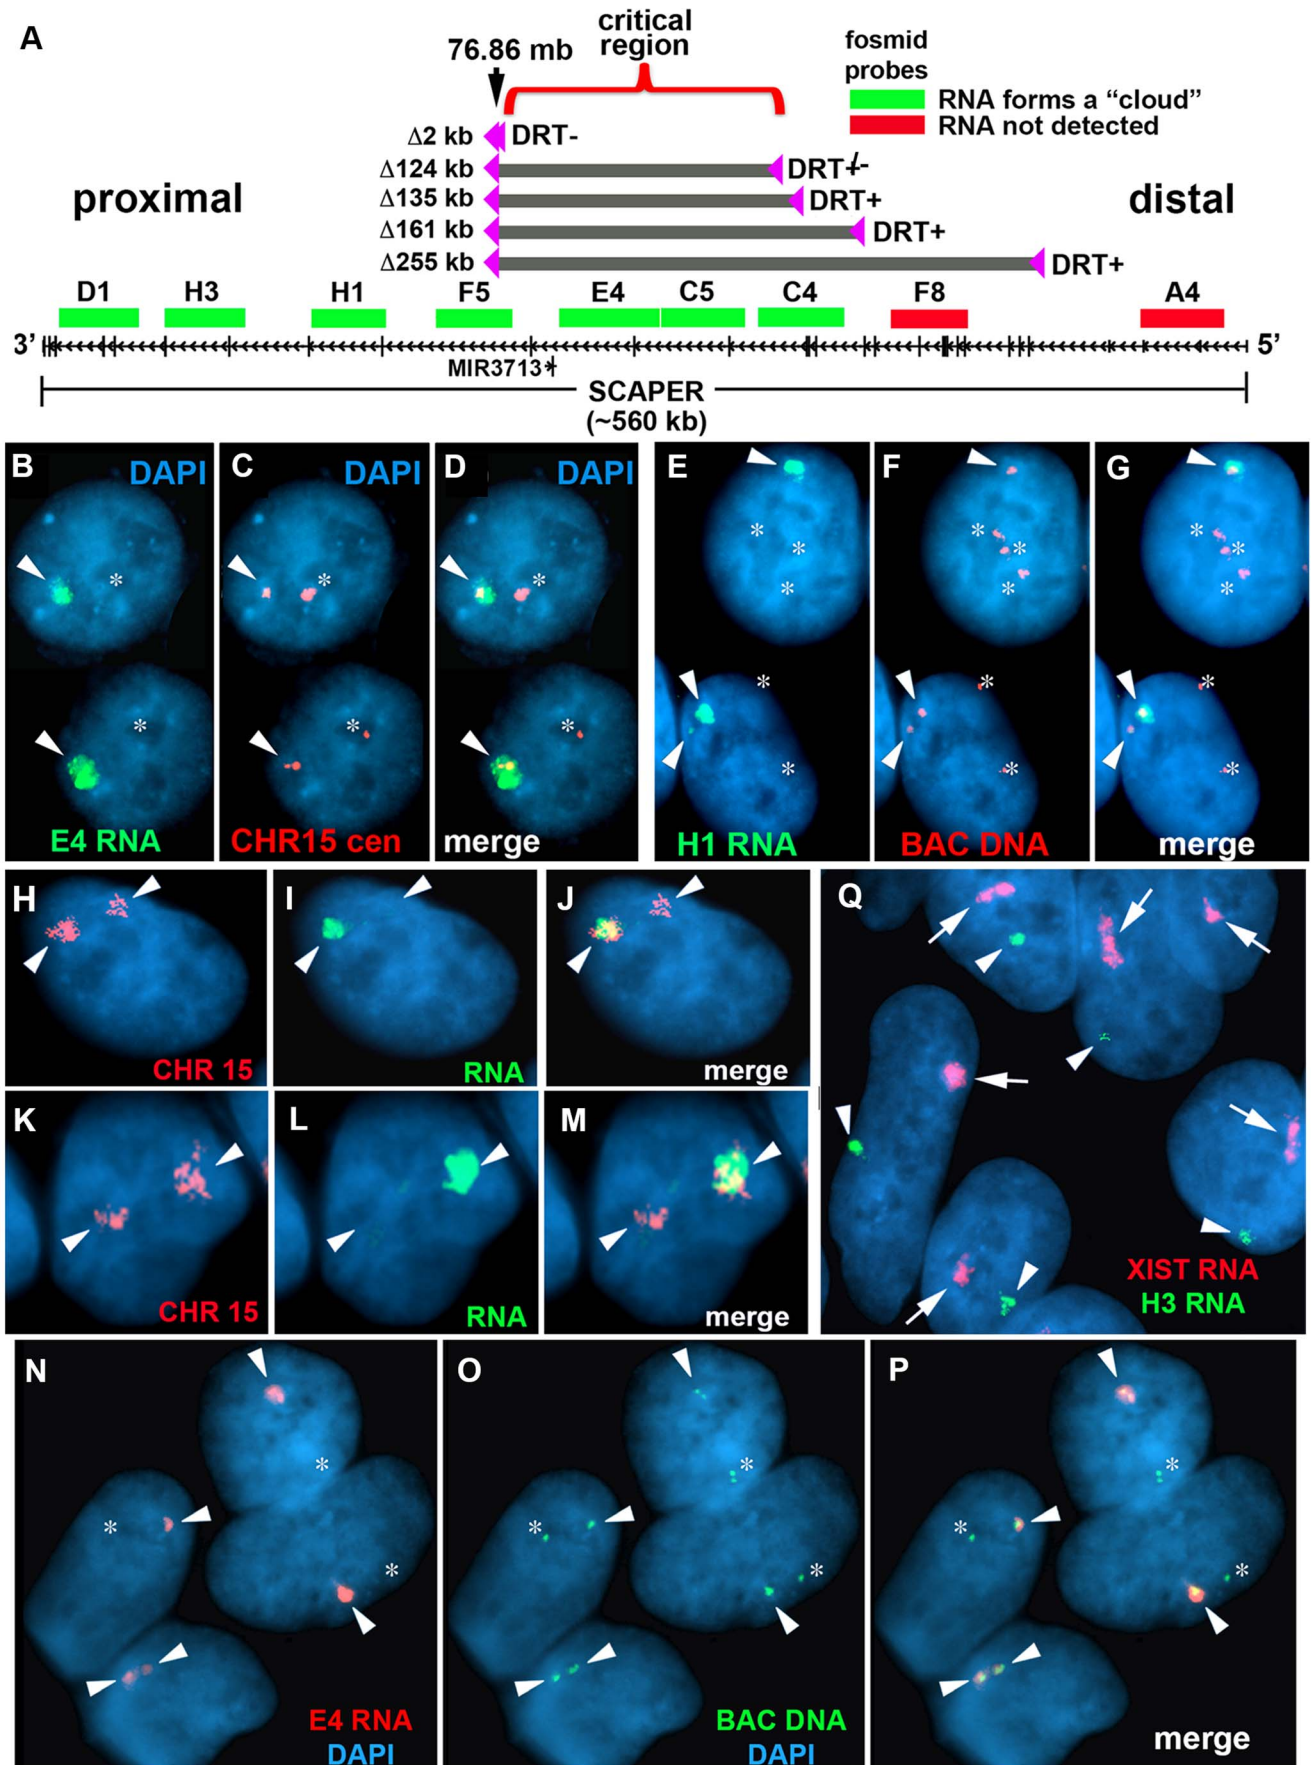 A
critical
region
76.86 mb
fosmid
probes
RNA forms a “cloud”
RNA not detected
Δ2 kb DRT-
Δ124 kb DRT+/-
Δ135 kb DRT+
Δ161 kb DRT+
Δ255 kb DRT+
proximal distal
D1 H3 H1 F5 E4 C5 C4 F8 A4
3’ 5’
MIR3713
SCAPER
(~560 kb)
B DAPI C DAPI D DAPI E F G
* * * * * * * * * * * *
* * * * * * * * *
E4 RNA CHR15 cen merge H1 RNA BAC DNA merge
H I J Q
CHR 15 RNA merge
K L M
XIST RNA
H3 RNA
CHR 15 RNA merge
N O P
* * *
* * *
* * *
E4 RNA BAC DNA merge
DAPI DAPI